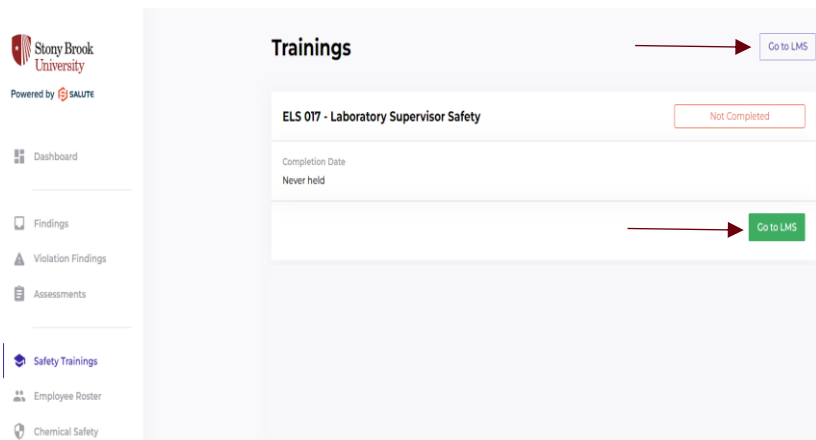 Stony Brook
University
Powered by SALUTE
Dashboard
Findings
Violation Findings
Assessments
Safety Trainings
Employee Roster
Chemical Safety
Trainings
Go to LMS
ELS 017 - Laboratory Supervisor Safety
Not Completed
Completion Date
Never held
Go to LMS